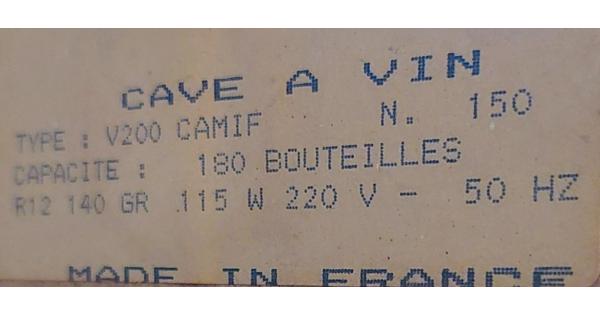 CAVE A VIN
TYPE : V200 CAMIF N. 150
CAPACITE : 180 BOUTEILLES
R12 140 GR 115 W 220 V - 50 HZ
MADE IN FRANCE